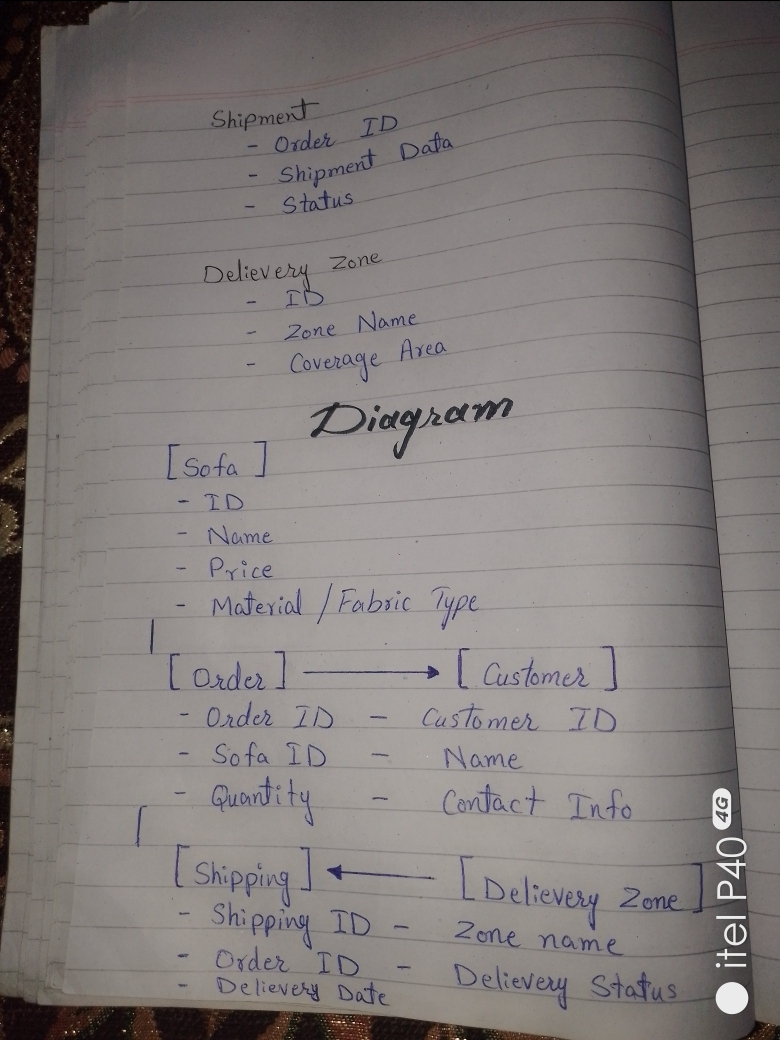 Shipment
- Order ID
- Shipment Data
- Status
Delievery Zone
- ID
- Zone Name
- Coverage Area
Diagram
[Sofa]
- ID
- Name
- Price
- Material / Fabric Type
[Order] → [Customer]
- Order ID - Customer ID
- Sofa ID - Name
- Quantity - Contact Info
[Shipping] ← [Delievery Zone]
- Shipping ID - Zone name
- Order ID - Delievery Status
- Delievery Date
itel P40 4G